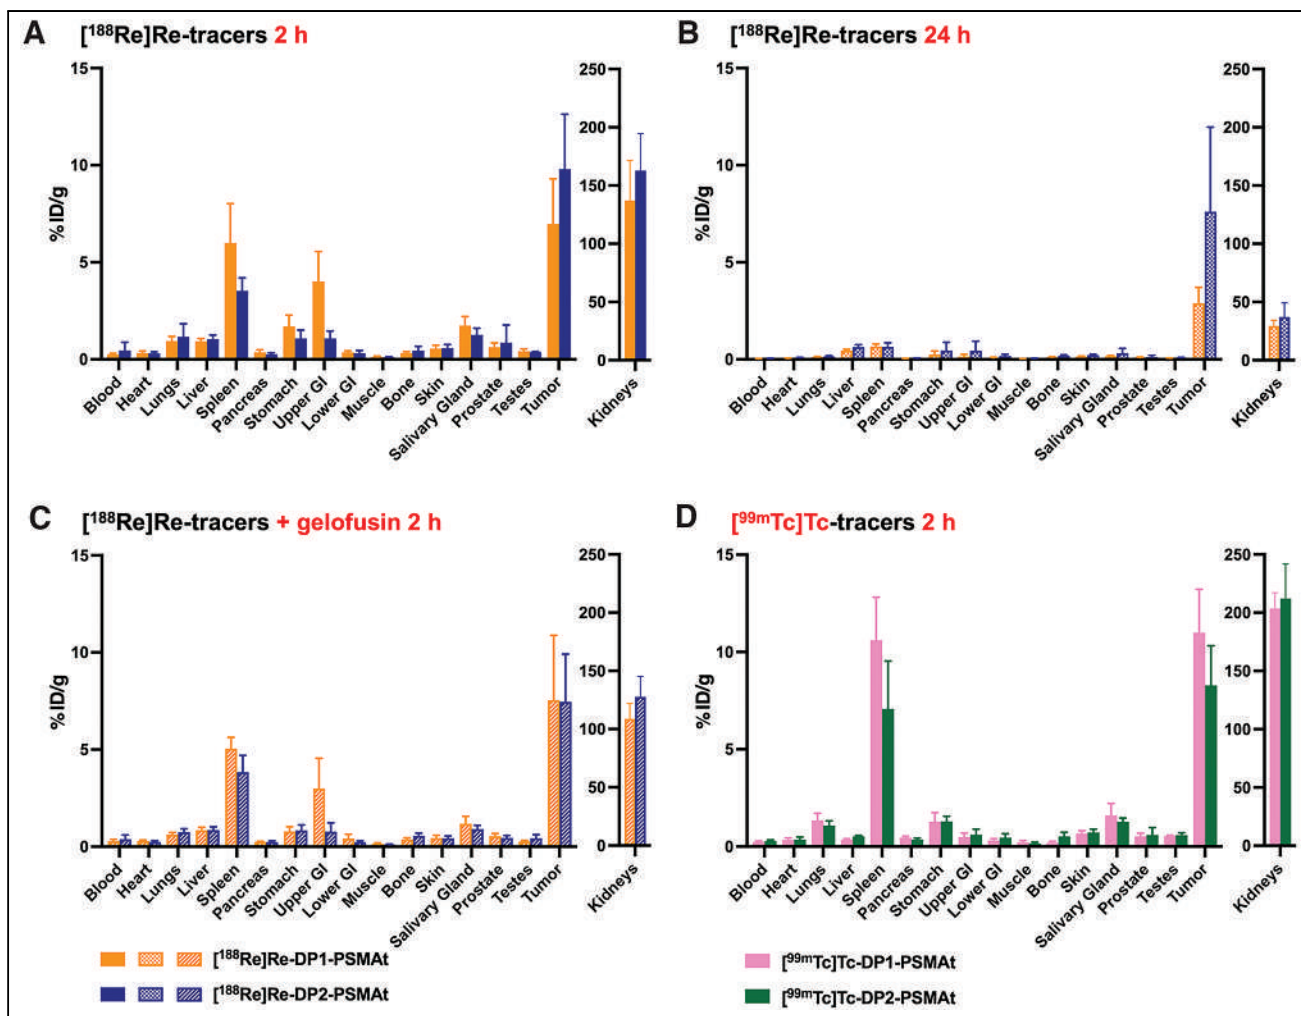 A [¹⁸⁸Re]Re-tracers 2 h
15
10
5
0
%ID/g
250
200
150
100
50
0
Blood
Heart
Lungs
Liver
Spleen
Pancreas
Stomach
Upper GI
Lower GI
Muscle
Bone
Skin
Salivary Gland
Prostate
Testes
Tumor
Kidneys
B [¹⁸⁸Re]Re-tracers 24 h
15
10
5
0
%ID/g
250
200
150
100
50
0
Blood
Heart
Lungs
Liver
Spleen
Pancreas
Stomach
Upper GI
Lower GI
Muscle
Bone
Skin
Salivary Gland
Prostate
Testes
Tumor
Kidneys
C [¹⁸⁸Re]Re-tracers + gelofusin 2 h
15
10
5
0
%ID/g
250
200
150
100
50
0
Blood
Heart
Lungs
Liver
Spleen
Pancreas
Stomach
Upper GI
Lower GI
Muscle
Bone
Skin
Salivary Gland
Prostate
Testes
Tumor
Kidneys
[¹⁸⁸Re]Re-DP1-PSMAt
[¹⁸⁸Re]Re-DP2-PSMAt
D [⁹⁹ᵐTc]Tc-tracers 2 h
15
10
5
0
%ID/g
250
200
150
100
50
0
Blood
Heart
Lungs
Liver
Spleen
Pancreas
Stomach
Upper GI
Lower GI
Muscle
Bone
Skin
Salivary Gland
Prostate
Testes
Tumor
Kidneys
[⁹⁹ᵐTc]Tc-DP1-PSMAt
[⁹⁹ᵐTc]Tc-DP2-PSMAt